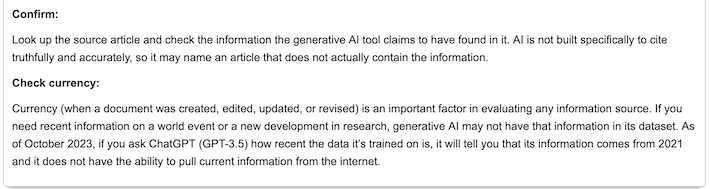 Confirm:
Look up the source article and check the information the generative AI tool claims to have found in it. AI is not built specifically to cite
truthfully and accurately, so it may name an article that does not actually contain the information.
Check currency:
Currency (when a document was created, edited, updated, or revised) is an important factor in evaluating any information source. If you
need recent information on a world event or a new development in research, generative AI may not have that information in its dataset. As
of October 2023, if you ask ChatGPT (GPT-3.5) how recent the data it's trained on is, it will tell you that its information comes from 2021
and it does not have the ability to pull current information from the internet.